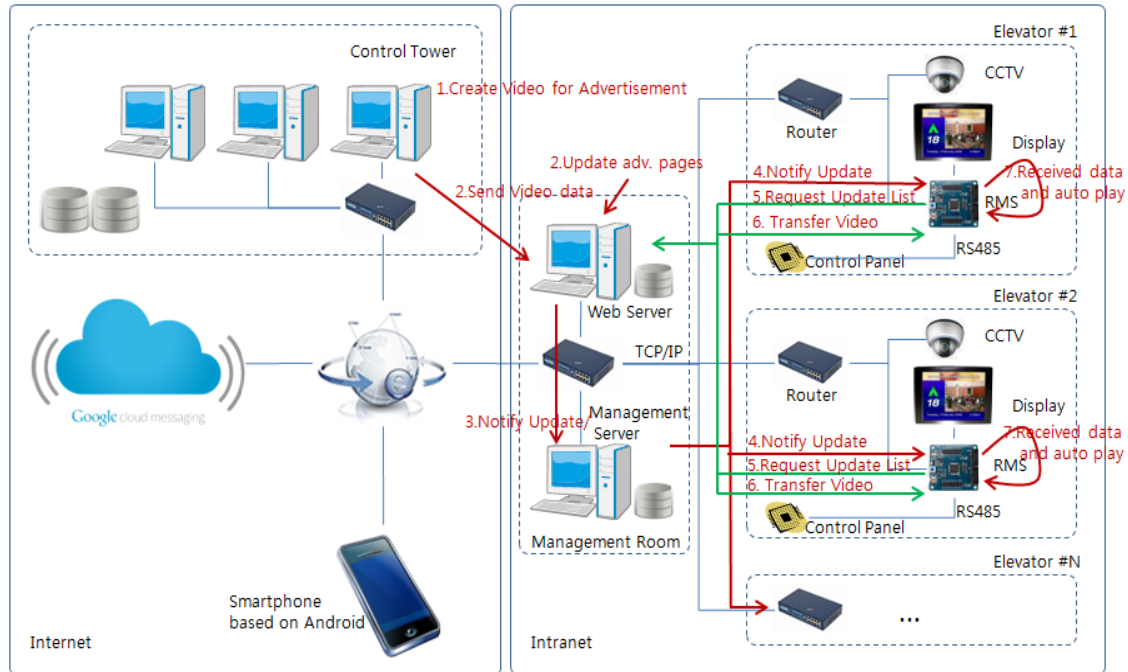 Control Tower
1.Create Video for Advertisement
2.Update adv. pages
2.Send Video data
Web Server
TCP/IP
3.Notify Update/
Management
Server
Management Room
Google cloud messaging
Smartphone
based on Android
Internet
Intranet
Elevator #1
CCTV
Router
Display
18
4.Notify Update
7.Received data
and auto play
5.Request Update List
RMS
6. Transfer Video
RS485
Control Panel
Elevator #2
CCTV
Router
Display
18
4.Notify Update
7.Received data
and auto play
5.Request Update List
RMS
6. Transfer Video
RS485
Control Panel
Elevator #N
...